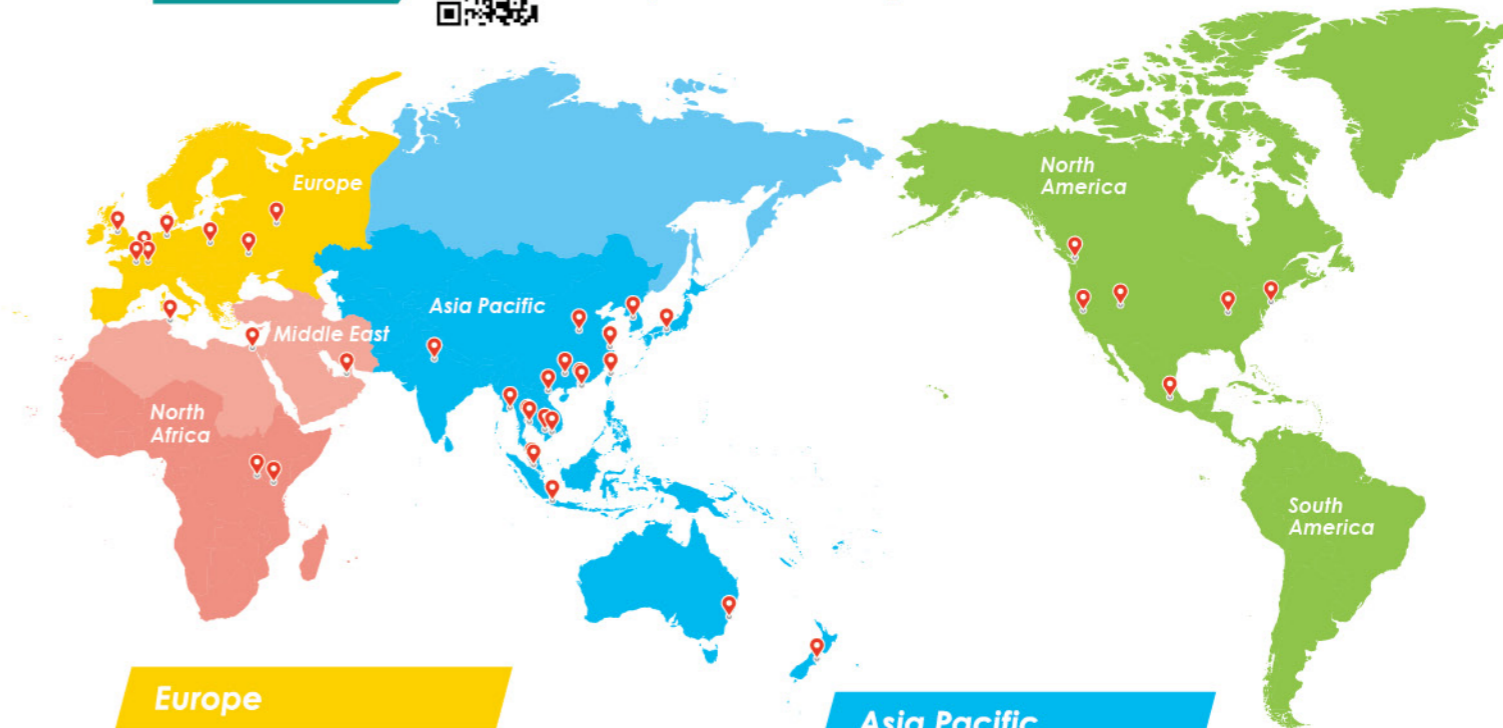 Europe
North
America
Asia Pacific
Middle East
North
Africa
South
America
Europe
Asia Pacific